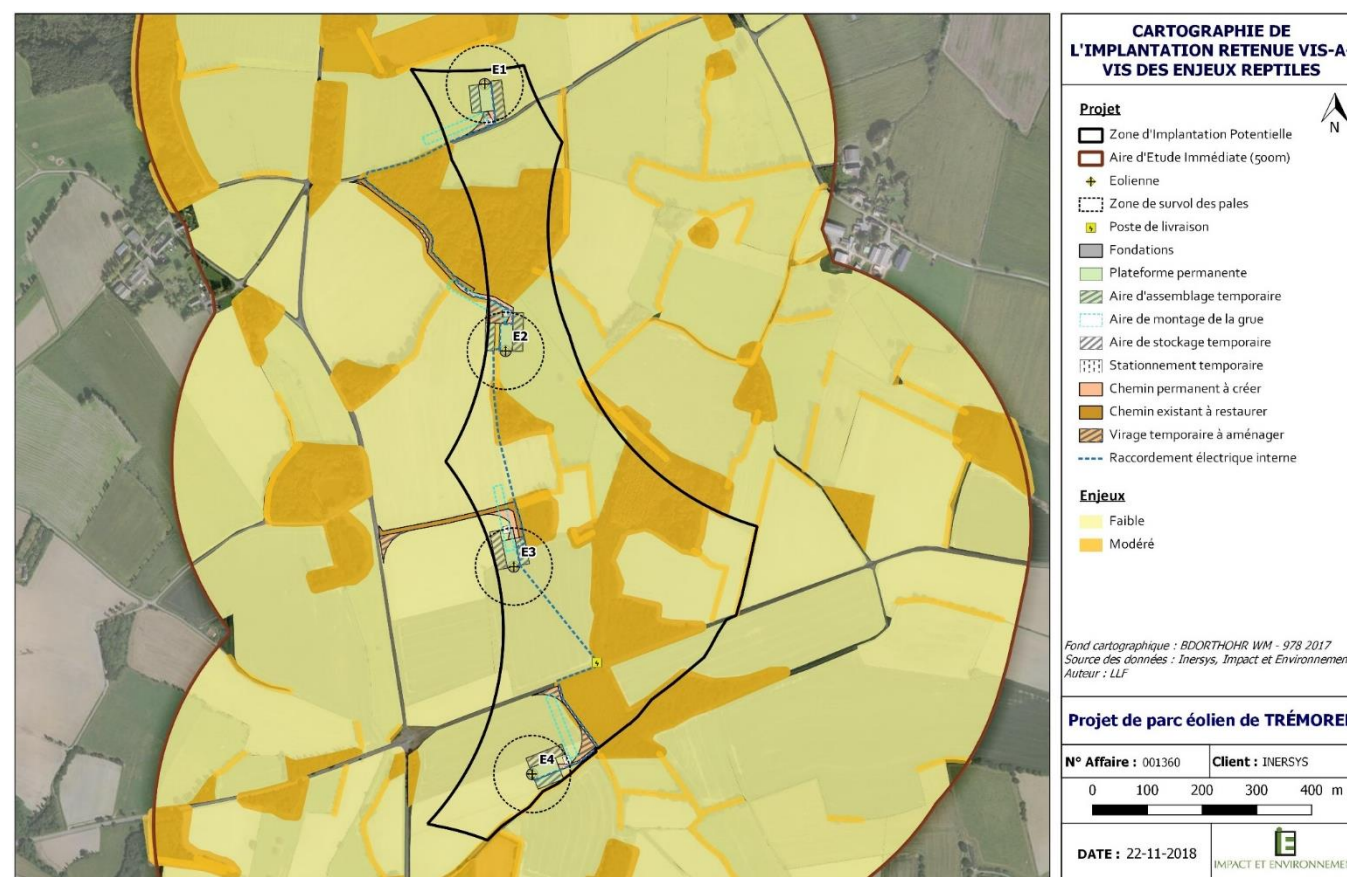 CARTOGRAPHIE DE
L'IMPLANTATION RETENUE VIS-A-
VIS DES ENJEUX REPTILES
Projet
Zone d'Implantation Potentielle
Aire d'Etude Immédiate (500m)
Eolienne
Zone de survol des pales
Poste de livraison
Fondations
Plateforme permanente
Aire d'assemblage temporaire
Aire de montage de la grue
Aire de stockage temporaire
Stationnement temporaire
Chemin permanent à créer
Chemin existant à restaurer
Virage temporaire à aménager
Raccordement électrique interne
N
Enjeux
Faible
Modéré
Fond cartographique : BDORTHOHR WM - 978 2017
Source des données : Inersys, Impact et Environnemen
Auteur : LLF
Projet de parc éolien de TRÉMOREL
N° Affaire : 001360
Client : INERSYS
0 100 200 300 400 m
DATE : 22-11-2018
IE
IMPACT ET ENVIRONNEMEN
E1
E2
E3
E4